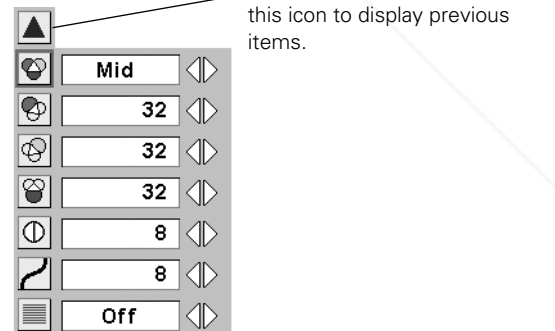 this icon to display previous
items.
Mid
32
32
32
8
8
Off